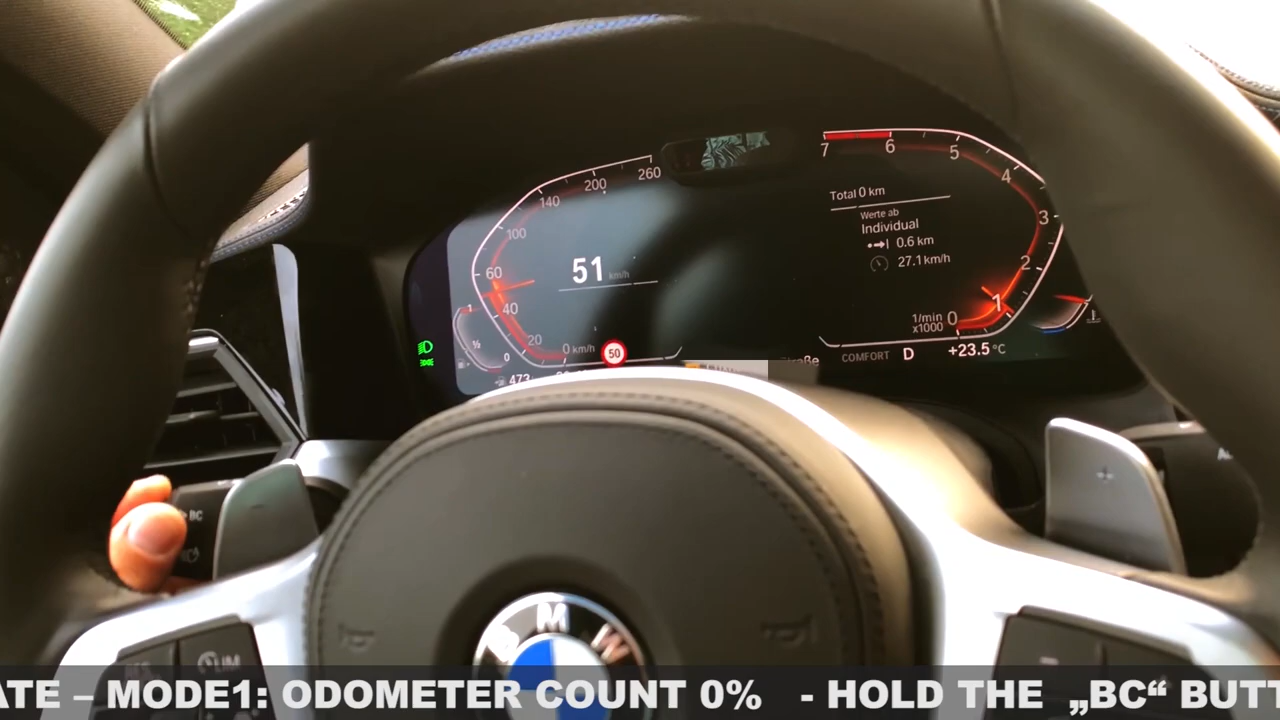 7 6 5 4 3 2 1 0
1/min
x1000
260
200
140
100
60
40
20
0 km/h
51 km/h
50
1
%
0
473
Total 0 km
Werte ab
Individual
0.6 km
27.1 km/h
COMFORT D +23.5 °C
BC
BMW
ATE – MODE1: ODOMETER COUNT 0% - HOLD THE „BC“ BUTT